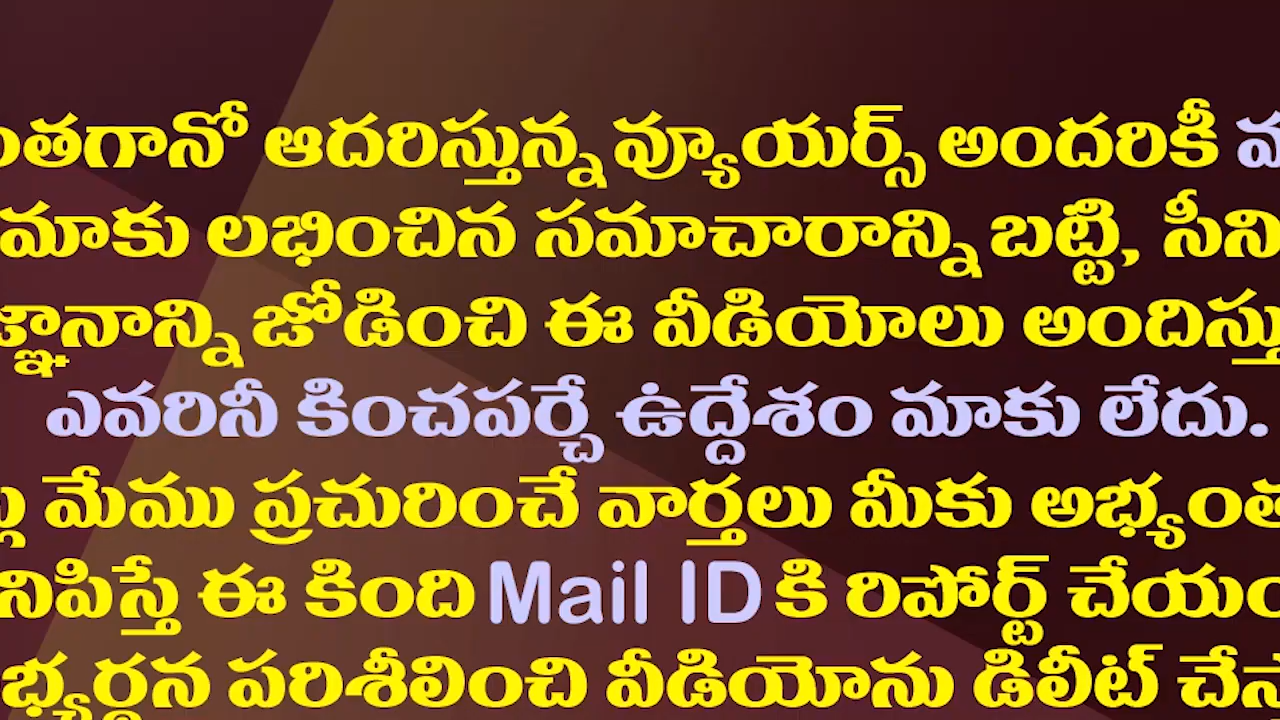 ంతగానో ఆదరిస్తున్న వ్యూయర్స్ అందరికీ
మాకు లభించిన సమాచారాన్ని బట్టి, సీని
జ్ఞానాన్ని జోడించి ఈ వీడియోలు అందిస్తు
ఎవరినీ కించపర్చే ఉద్దేశం మాకు లేదు.
మేము ప్రచురించే వార్తలు మీకు అభ్యంత
నిపిస్తే ఈ కింది Mail ID కి రిపోర్ట్ చేయం
భ్యర్థన పరిశీలించి వీడియోను డిలీట్ చేస